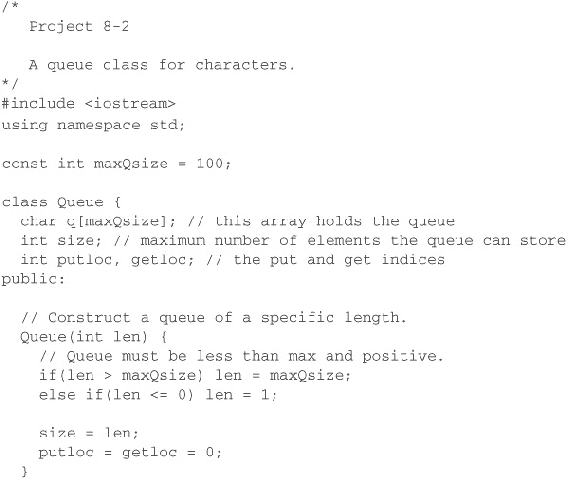 /*
   Project 8-2

   A queue class for characters.
*/
#include <iostream>
using namespace std;

const int maxQsize = 100;

class Queue {
  char q[maxQsize]; // this array holds the queue
  int size; // maximum number of elements the queue can store
  int putloc, getloc; // the put and get indices
public:

  // Construct a queue of a specific length.
  Queue(int len) {
    // Queue must be less than max and positive.
    if(len > maxQsize) len = maxQsize;
    else if(len <= 0) len = 1;

    size = len;
    putloc = getloc = 0;
  }